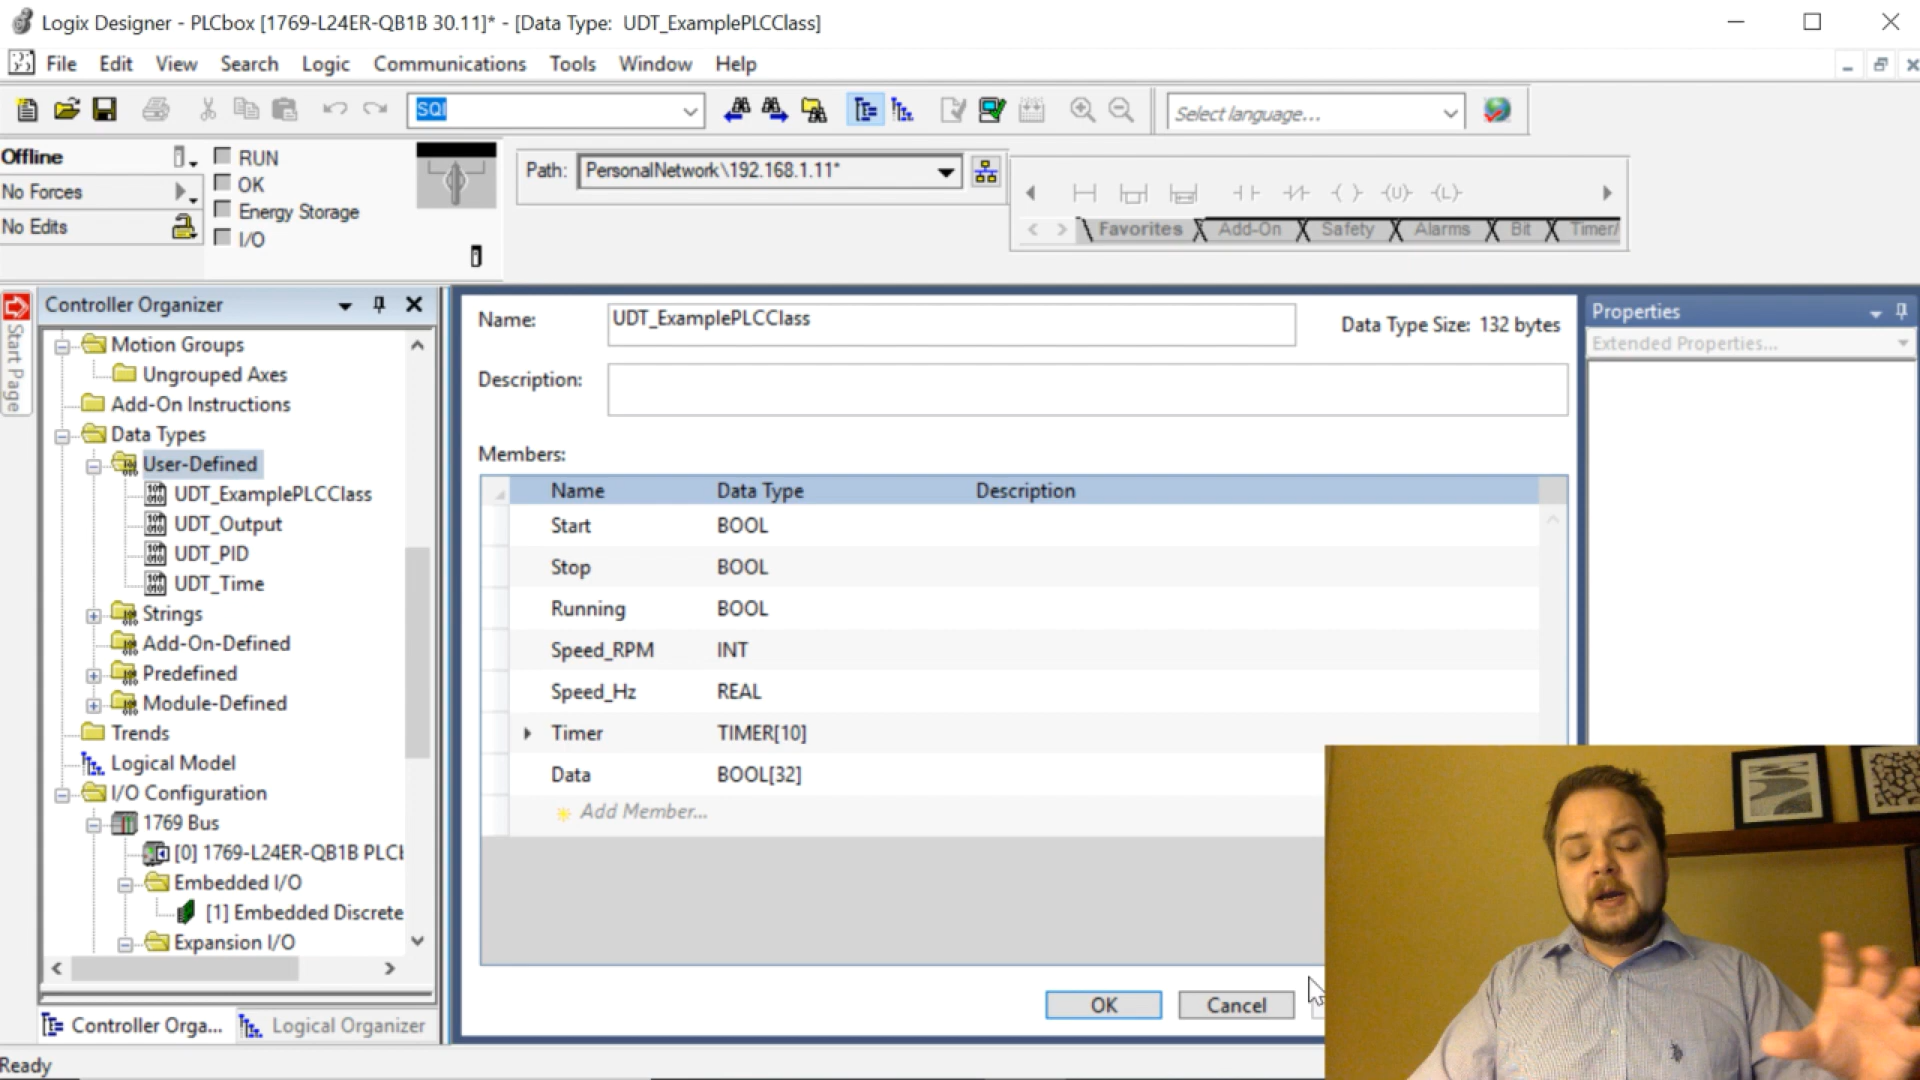 Logix Designer - PLCbox [1769-L24ER-QB1B 30.11]* - [Data Type: UDT_ExamplePLCClass]
File Edit View Search Logic Communications Tools Window Help
SQI
Select language...
Offline
RUN
No Forces
OK
Energy Storage
No Edits
I/O
Path: PersonalNetwork\192.168.1.11*
Favorites Add-On Safety Alarms Bit Timer/
Start Page
Controller Organizer
Motion Groups
Ungrouped Axes
Add-On Instructions
Data Types
User-Defined
UDT_ExamplePLCClass
UDT_Output
UDT_PID
UDT_Time
Strings
Add-On-Defined
Predefined
Module-Defined
Trends
Logical Model
I/O Configuration
1769 Bus
[0] 1769-L24ER-QB1B PLCb
Embedded I/O
[1] Embedded Discrete
Expansion I/O
Controller Orga...
Logical Organizer
Name: UDT_ExamplePLCClass
Data Type Size: 132 bytes
Description:
Members:
Name Data Type Description
Start BOOL
Stop BOOL
Running BOOL
Speed_RPM INT
Speed_Hz REAL
Timer TIMER[10]
Data BOOL[32]
Add Member...
OK
Cancel
Properties
Extended Properties...
Ready